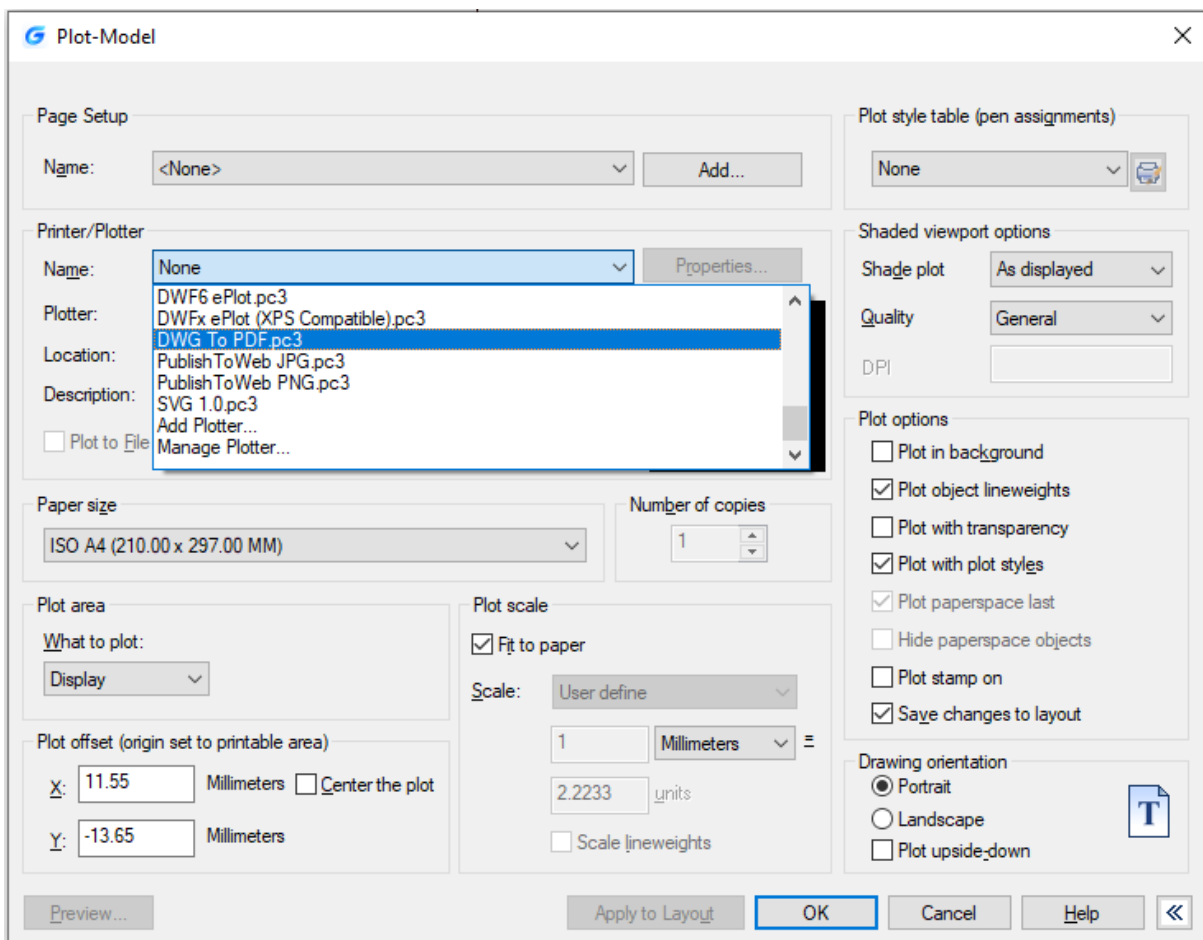 Plot-Model
Page Setup
Name:
<None>
Add...
Plot style table (pen assignments)
None
Printer/Plotter
Name:
None
Properties...
DWF6 ePlot.pc3
DWFx ePlot (XPS Compatible).pc3
DWG To PDF.pc3
PublishToWeb JPG.pc3
PublishToWeb PNG.pc3
SVG 1.0.pc3
Add Plotter...
Manage Plotter...
Plotter:
Location:
Description:
Plot to File
Shaded viewport options
Shade plot
As displayed
Quality
General
DPI
Paper size
ISO A4 (210.00 x 297.00 MM)
Number of copies
1
Plot options
Plot in background
Plot object lineweights
Plot with transparency
Plot with plot styles
Plot paperspace last
Hide paperspace objects
Plot stamp on
Save changes to layout
Plot area
What to plot:
Display
Plot scale
Fit to paper
Scale:
User define
1
Millimeters
=
2.2233
units
Scale lineweights
Plot offset (origin set to printable area)
X:
11.55
Millimeters
Center the plot
Y:
-13.65
Millimeters
Drawing orientation
Portrait
Landscape
Plot upside-down
T
Preview...
Apply to Layout
OK
Cancel
Help